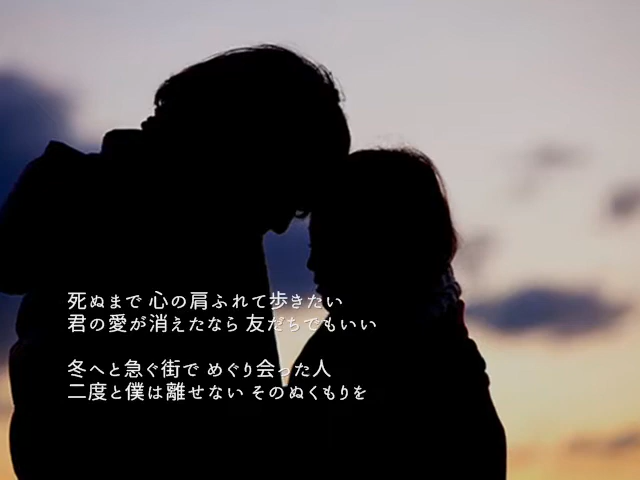 死ぬまで 心の肩ふれて歩きたい
君の愛が消えたなら 友だちでもいい
冬へと急ぐ街で めぐり会った人
二度と僕は離せない そのぬくもりを